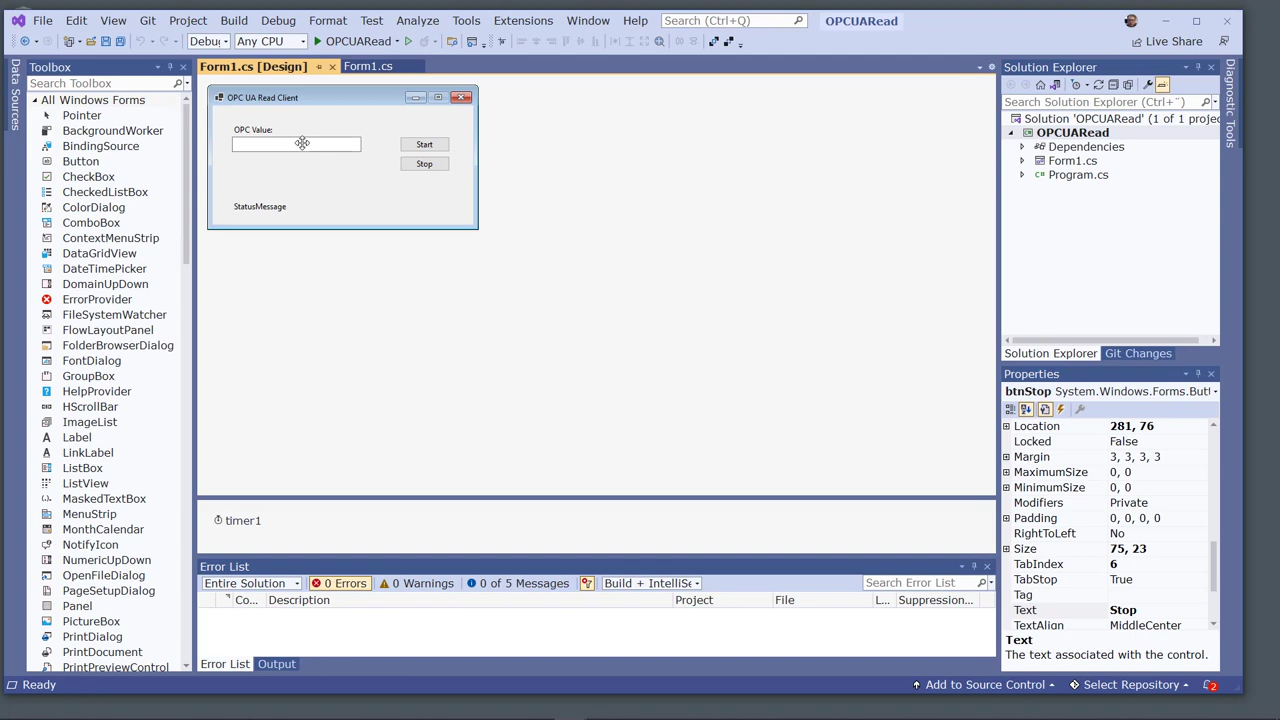 File Edit View Git Project Build Debug Format Test Analyze Tools Extensions Window Help Search (Ctrl+Q) OPCUARead
Debug Any CPU OPCUARead Live Share
Data Sources
Toolbox
Search Toolbox
All Windows Forms
Pointer
BackgroundWorker
BindingSource
Button
CheckBox
CheckedListBox
ColorDialog
ComboBox
ContextMenuStrip
DataGridView
DateTimePicker
DomainUpDown
ErrorProvider
FileSystemWatcher
FlowLayoutPanel
FolderBrowserDialog
FontDialog
GroupBox
HelpProvider
HScrollBar
ImageList
Label
LinkLabel
ListBox
ListView
MaskedTextBox
MenuStrip
MonthCalendar
NotifyIcon
NumericUpDown
OpenFileDialog
PageSetupDialog
Panel
PictureBox
PrintDialog
PrintDocument
PrintPreviewControl
Form1.cs [Design] Form1.cs
OPC UA Read Client
OPC Value:
Start
Stop
StatusMessage
timer1
Error List
Entire Solution 0 Errors 0 Warnings 0 of 5 Messages Build + IntelliSe Search Error List
Co... Description Project File L... Suppression...
Error List Output
Solution Explorer
Search Solution Explorer (Ctrl+¨)
Solution 'OPCUARead' (1 of 1 projec
OPCUARead
Dependencies
Form1.cs
Program.cs
Solution Explorer Git Changes
Properties
btnStop System.Windows.Forms.Butt
Location 281, 76
Locked False
Margin 3, 3, 3, 3
MaximumSize 0, 0
MinimumSize 0, 0
Modifiers Private
Padding 0, 0, 0, 0
RightToLeft No
Size 75, 23
TabIndex 6
TabStop True
Tag
Text Stop
TextAlign MiddleCenter
Text
The text associated with the control.
Diagnostic Tools
Ready Add to Source Control Select Repository 2